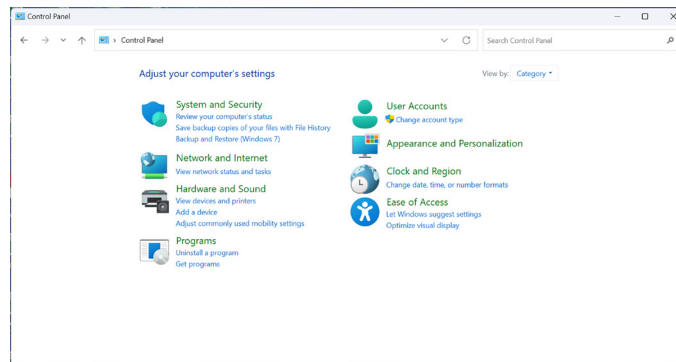 Control Panel
Control Panel
Search Control Panel
Adjust your computer's settings
View by: Category
System and Security
Review your computer's status
Save backup copies of your files with File History
Backup and Restore (Windows 7)
Network and Internet
View network status and tasks
Hardware and Sound
View devices and printers
Add a device
Adjust commonly used mobility settings
Programs
Uninstall a program
Get programs
User Accounts
Change account type
Appearance and Personalization
Clock and Region
Change date, time, or number formats
Ease of Access
Let Windows suggest settings
Optimize visual display